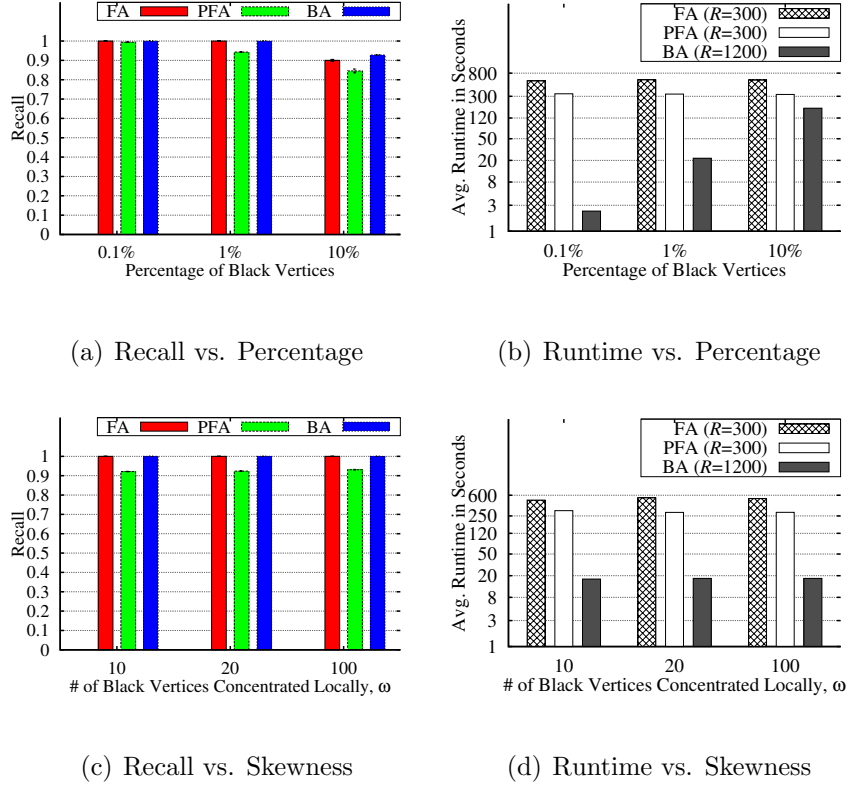 FA PFA BA
1
0.9
0.8
0.7
0.6
0.5
0.4
0.3
0.2
0.1
0
Recall
0.1% 1% 10%
Percentage of Black Vertices
(a) Recall vs. Percentage
FA (R=300)
PFA (R=300)
BA (R=1200)
800
300
120
50
20
8
3
1
Avg. Runtime in Seconds
0.1% 1% 10%
Percentage of Black Vertices
(b) Runtime vs. Percentage
FA PFA BA
1
0.9
0.8
0.7
0.6
0.5
0.4
0.3
0.2
0.1
0
Recall
10 20 100
# of Black Vertices Concentrated Locally, ω
(c) Recall vs. Skewness
FA (R=300)
PFA (R=300)
BA (R=1200)
600
250
120
50
20
8
3
1
Avg. Runtime in Seconds
10 20 100
# of Black Vertices Concentrated Locally, ω
(d) Runtime vs. Skewness